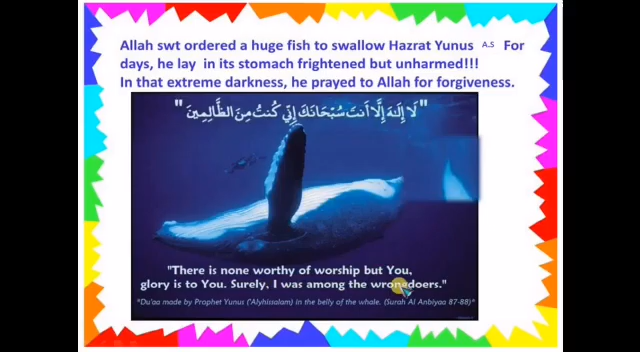 Allah swt ordered a huge fish to swallow Hazrat Yunus A.S For
days, he lay in its stomach frightened but unharmed!!!
In that extreme darkness, he prayed to Allah for forgiveness.
"لَا إِلَٰهَ إِلَّا أَنتَ سُبْحَانَكَ إِنِّي كُنتُ مِنَ الظَّالِمِينَ"
"There is none worthy of worship but You,
glory is to You. Surely, I was among the wrongdoers."
*Du'aa made by Prophet Yunus ('Alyhissalam) in the belly of the whale. (Surah Al Anbiyaa 87-88)*